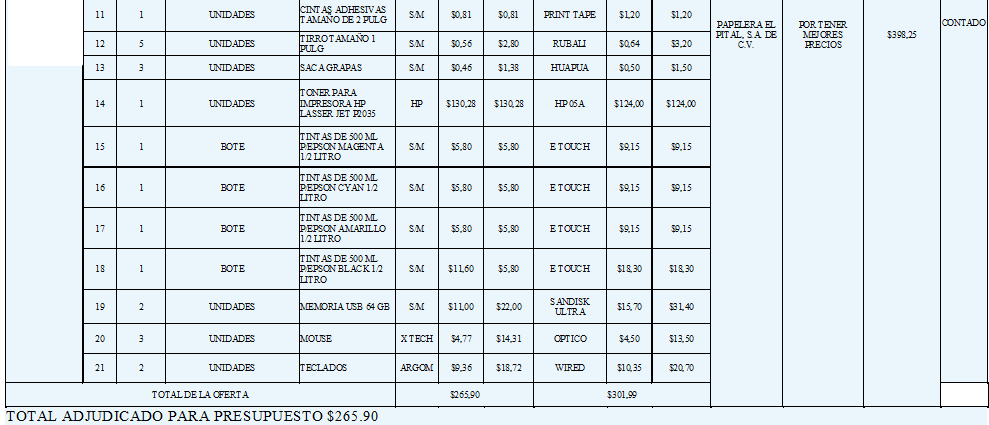 11 1 UNIDADES CINTAS ADHESIVAS TAMAÑO DE 2 PULG S/M $0,81 $0,81 PRINT TAPE $1,20 $1,20
PAPELERA EL PITAL, S.A. DE C.V. POR TENER MEJORES PRECIOS $398,25 CONTADO
12 5 UNIDADES TIRRO TAMAÑO 1 PULG S/M $0,56 $2,80 RUBALI $0,64 $3,20
13 3 UNIDADES SACA GRAPAS S/M $0,46 $1,38 HUAPUA $0,50 $1,50
14 1 UNIDADES TONER PARA IMPRESORA HP LASSER JET P2035 HP $130,28 $130,28 HP 05A $124,00 $124,00
15 1 BOTE TINTAS DE 500 ML P/EPSON MAGENTA 1/2 LITRO S/M $5,80 $5,80 E TOUCH $9,15 $9,15
16 1 BOTE TINTAS DE 500 ML P/EPSON CYAN 1/2 LITRO S/M $5,80 $5,80 E TOUCH $9,15 $9,15
17 1 BOTE TINTAS DE 500 ML P/EPSON AMARILLO 1/2 LITRO S/M $5,80 $5,80 E TOUCH $9,15 $9,15
18 1 BOTE TINTAS DE 500 ML P/EPSON BLACK 1/2 LITRO S/M $11,60 $5,80 E TOUCH $18,30 $18,30
19 2 UNIDADES MEMORIA USB 64 GB S/M $11,00 $22,00 SANDISK ULTRA $15,70 $31,40
20 3 UNIDADES MOUSE X TECH $4,77 $14,31 OPTICO $4,50 $13,50
21 2 UNIDADES TECLADOS ARGOM $9,36 $18,72 WIRED $10,35 $20,70
TOTAL DE LA OFERTA $265,90 $301,99
TOTAL ADJUDICADO PARA PRESUPUESTO $265.90